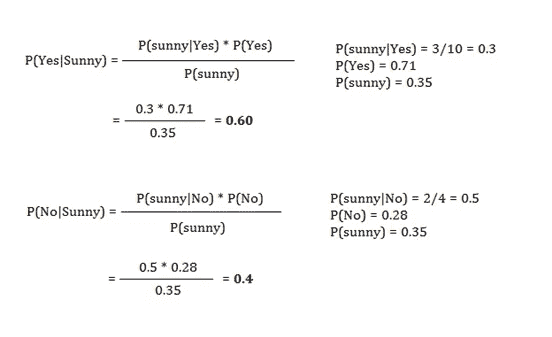 P(sunny|Yes) * P(Yes)
P(Yes|Sunny) =
P(sunny)
= 0.3 * 0.71
0.35
= 0.60
P(sunny|Yes) = 3/10 = 0.3
P(Yes) = 0.71
P(sunny) = 0.35
P(sunny|No) * P(No)
P(No|Sunny) =
P(sunny)
= 0.5 * 0.28
0.35
= 0.4
P(sunny|No) = 2/4 = 0.5
P(No) = 0.28
P(sunny) = 0.35